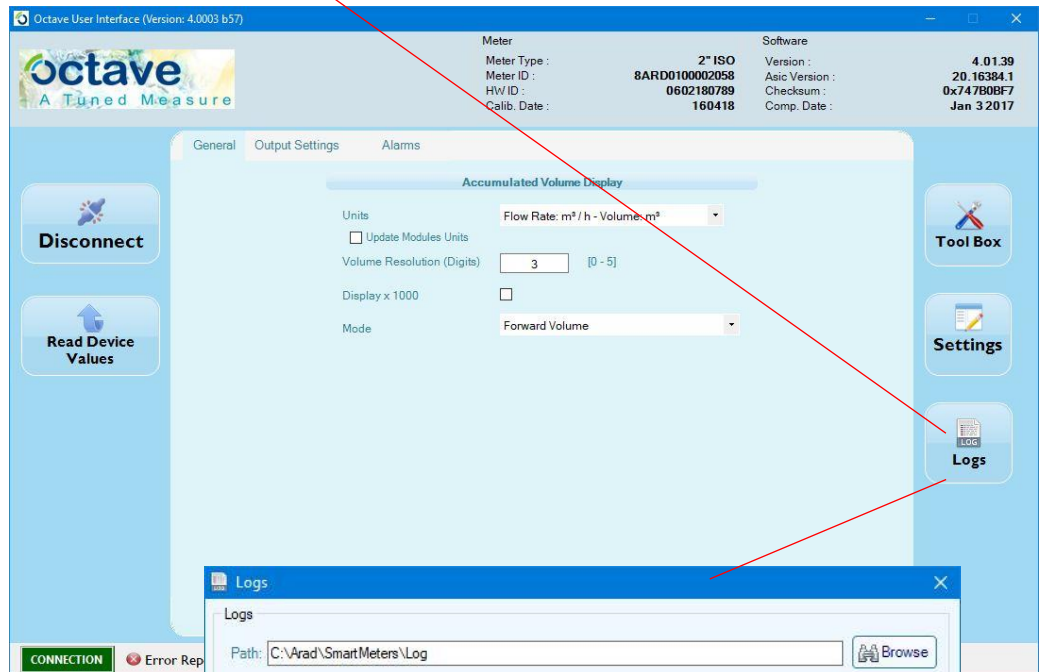 Octave User Interface (Version: 4.0003 b57)
octave
A Tuned Measure
Meter
Meter Type : 2" ISO
Meter ID : 8ARD0100002058
HW ID : 0602180789
Calib. Date : 160418
Software
Version : 4.01.39
Asic Version : 20.16384.1
Checksum : 0x747B0BF7
Comp. Date : Jan 3 2017
General Output Settings Alarms
Accumulated Volume Display
Units Flow Rate: m³ / h - Volume: m³
Update Modules Units
Volume Resolution (Digits) 3 [0 - 5]
Display x 1000
Mode Forward Volume
Disconnect
Read Device
Values
Tool Box
Settings
LOG
Logs
Logs
Logs
Path: C:\Arad\SmartMeters\Log Browse
CONNECTION Error Rep